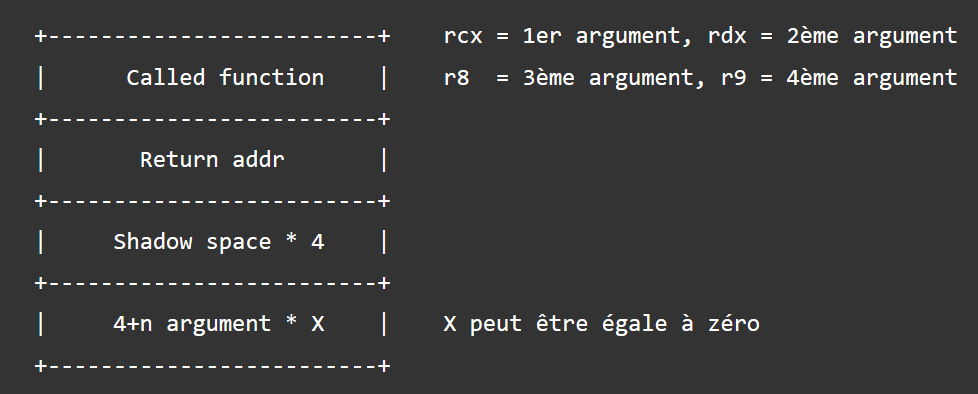 +-------------------------+    rcx = 1er argument, rdx = 2ème argument
|      Called function    |    r8  = 3ème argument, r9 = 4ème argument
+-------------------------+
|       Return addr       |
+-------------------------+
|     Shadow space * 4    |
+-------------------------+
|     4+n argument * X    |    X peut être égale à zéro
+-------------------------+